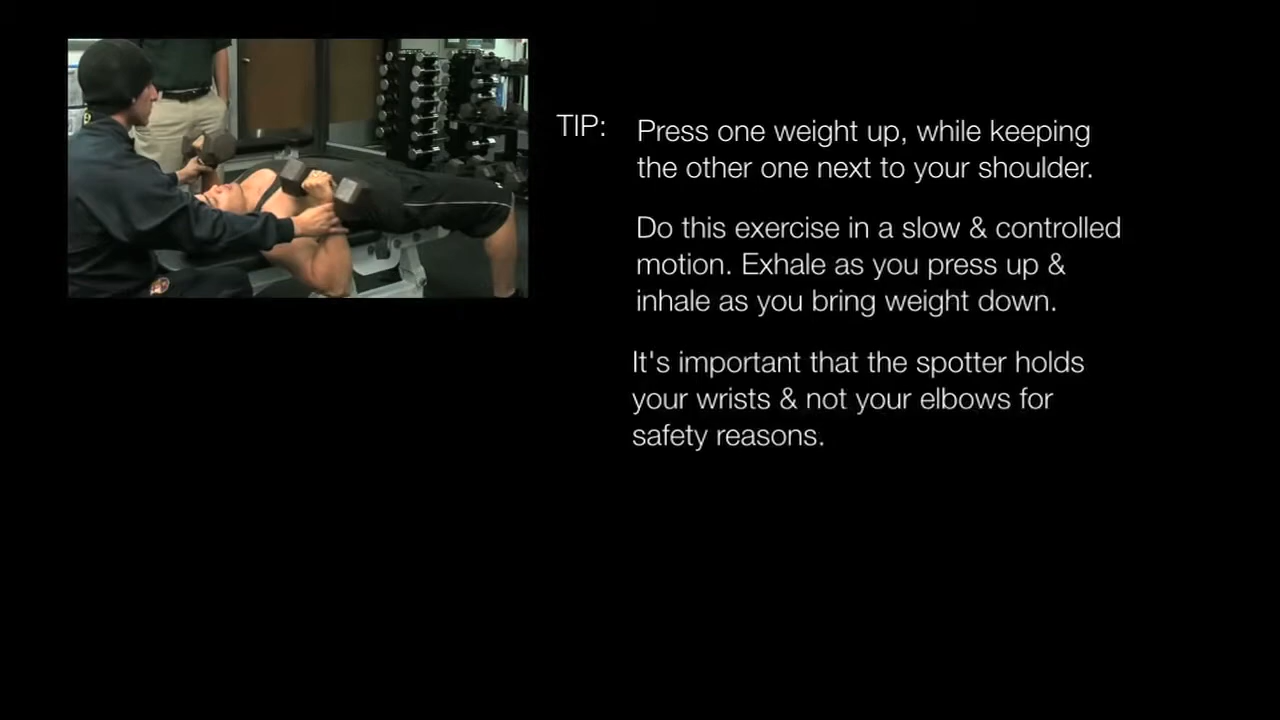 TIP: Press one weight up, while keeping
the other one next to your shoulder.
Do this exercise in a slow & controlled
motion. Exhale as you press up &
inhale as you bring weight down.
It's important that the spotter holds
your wrists & not your elbows for
safety reasons.